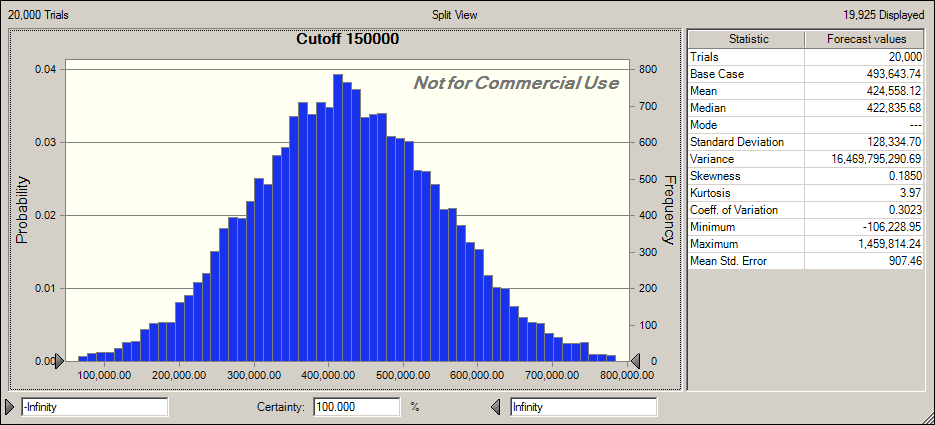 20,000 Trials Split View 19,925 Displayed
Cutoff 150000
Not for Commercial Use
Probability
0.04
0.03
0.02
0.01
0.00
Frequency
800
700
600
500
400
300
200
100
0
100,000.00 200,000.00 300,000.00 400,000.00 500,000.00 600,000.00 700,000.00 800,000.00
Statistic Forecast values
Trials 20,000
Base Case 493,643.74
Mean 424,558.12
Median 422,835.68
Mode ---
Standard Deviation 128,334.70
Variance 16,469,795,290.69
Skewness 0.1850
Kurtosis 3.97
Coeff. of Variation 0.3023
Minimum -106,228.95
Maximum 1,459,814.24
Mean Std. Error 907.46
-Infinity Certainty: 100.000 % Infinity